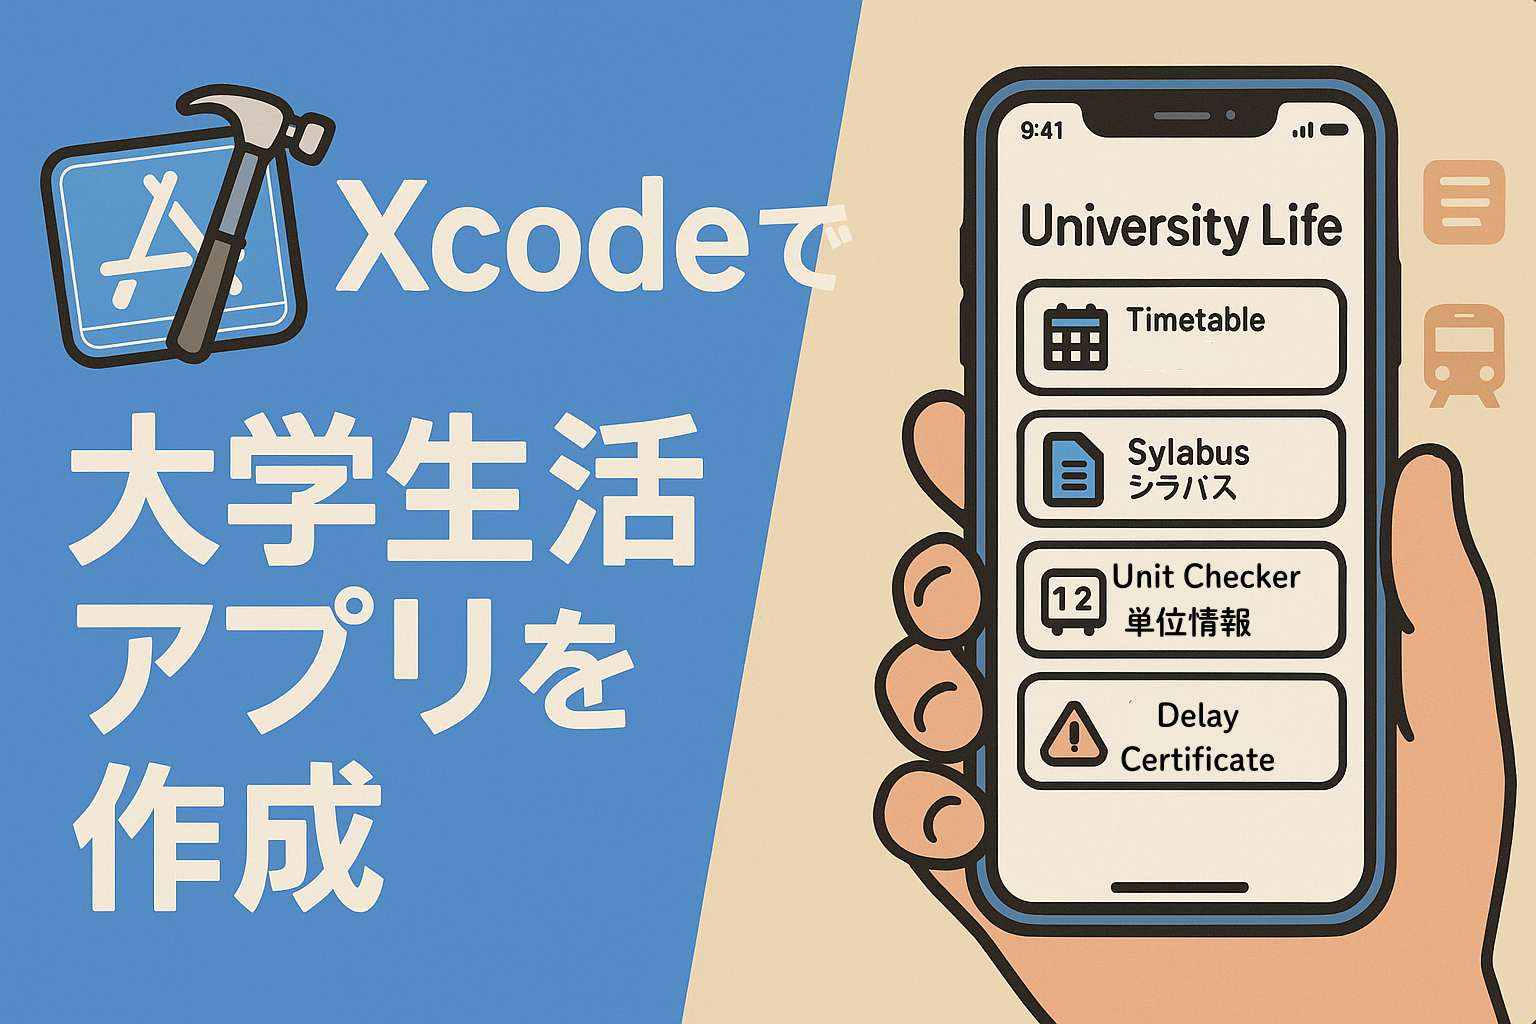 Xcodeで
大学生活
アプリを
作成
9:41
University Life
Timetable
Sylabus
シラバス
12
Unit Checker
単位情報
Delay
Certificate